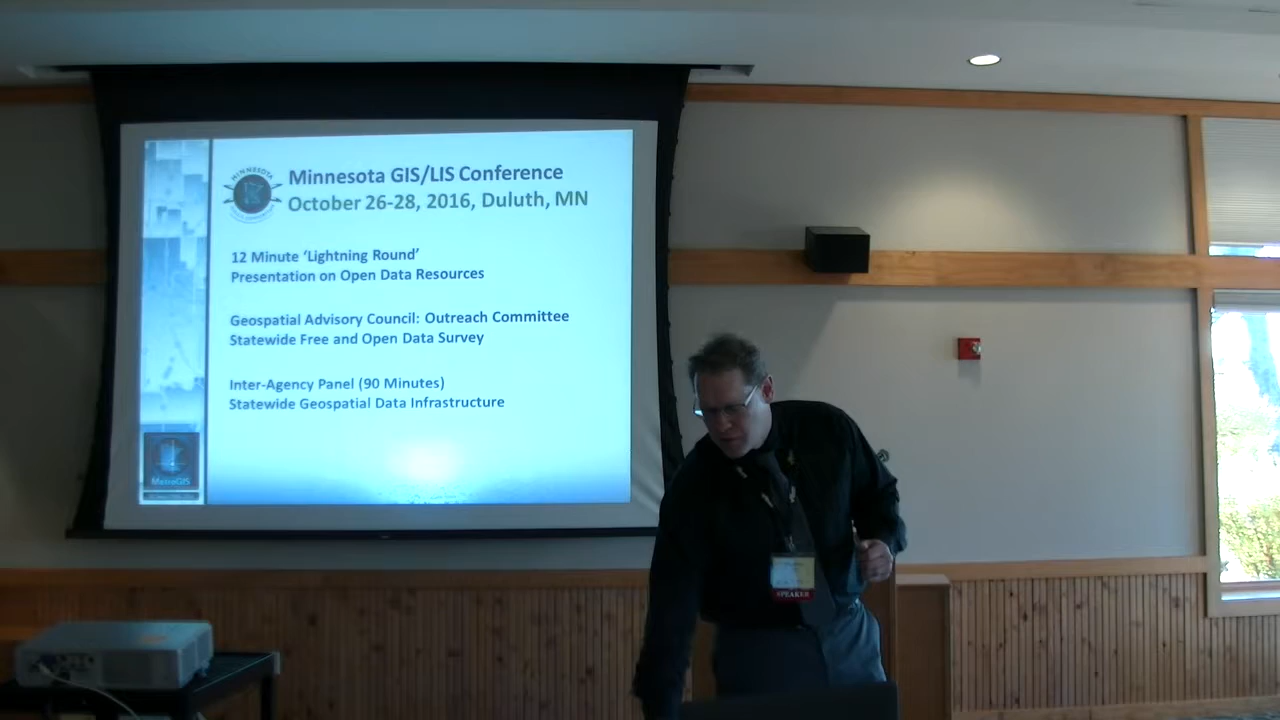 MINNESOTA
Minnesota GIS/LIS Conference
October 26-28, 2016, Duluth, MN
12 Minute ‘Lightning Round’
Presentation on Open Data Resources
Geospatial Advisory Council: Outreach Committee
Statewide Free and Open Data Survey
Inter-Agency Panel (90 Minutes)
Statewide Geospatial Data Infrastructure
MetroGIS
SPEAKER